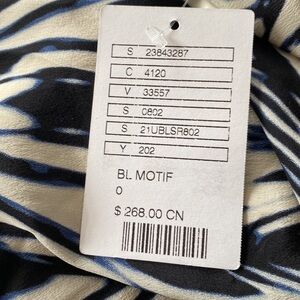 S 23843287
C 4120
V 33557
S 0802
S 21UBLSR802
Y 202
BL MOTIF
0
$ 268.00 CN